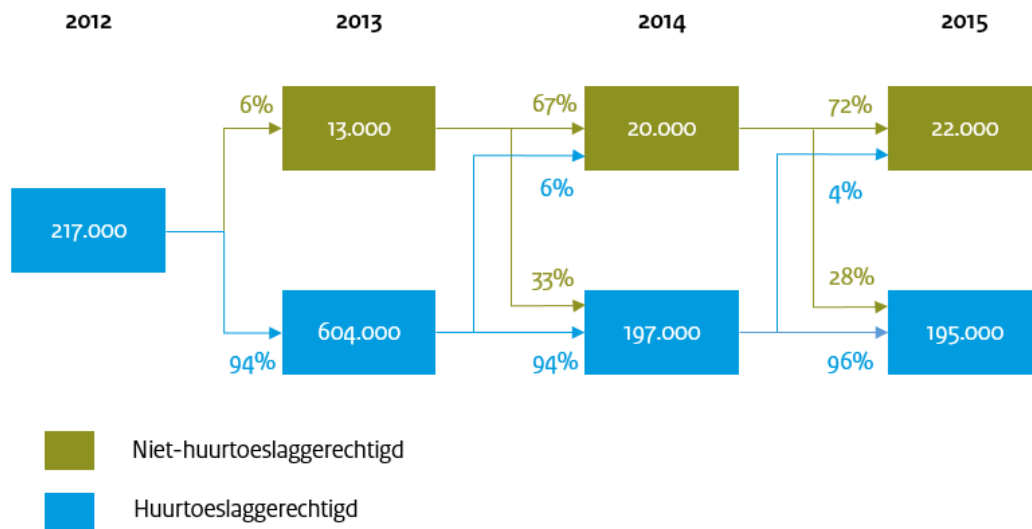 2012 2013 2014 2015
6% 67% 72%
13.000 20.000 22.000
6% 4%
217.000
33% 28%
604.000 197.000 195.000
94% 94% 96%
Niet-huurtoeslaggerechtigd
Huurtoeslaggerechtigd